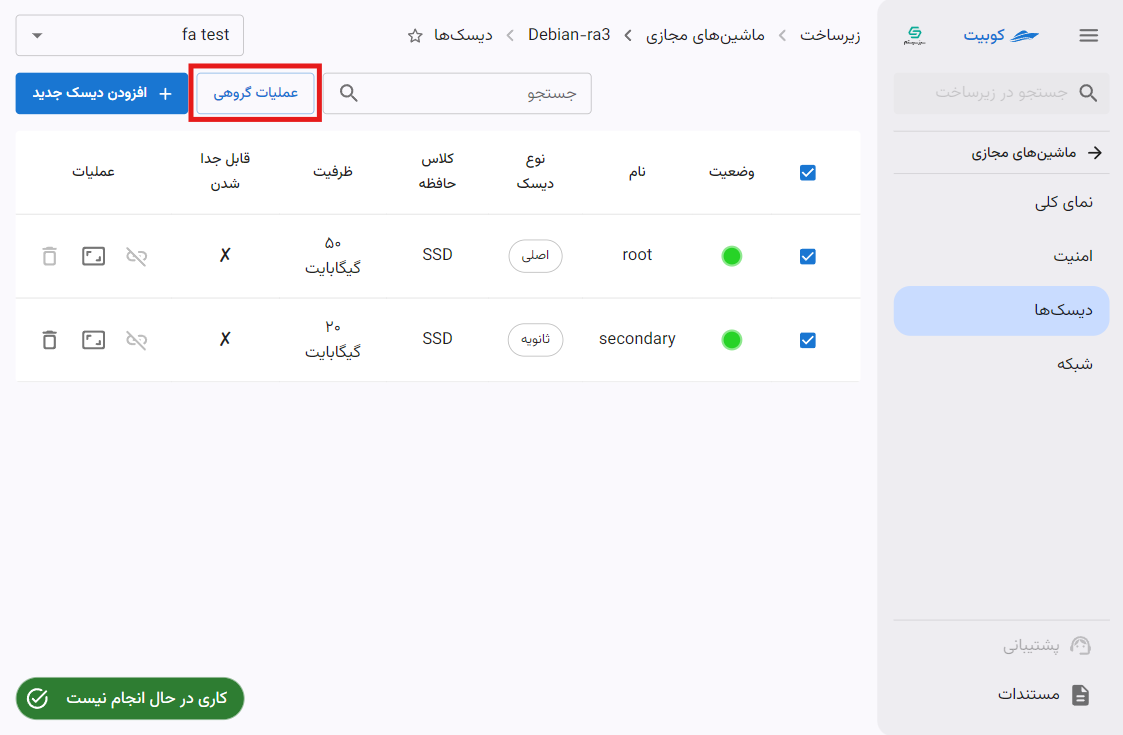 کوبیت
جستجو در زیرساخت
ماشین‌های مجازی
نمای کلی
امنیت
دیسک‌ها
شبکه
پشتیبانی
مستندات
زیرساخت
ماشین‌های مجازی
Debian-ra3
دیسک‌ها
fa test
جستجو
عملیات گروهی
افزودن دیسک جدید
وضعیت
نام
نوع
دیسک
کلاس
حافظه
ظرفیت
قابل جدا
شدن
عملیات
root
اصلی
SSD
۵۰
گیگابایت
✗
secondary
ثانویه
SSD
۲۰
گیگابایت
✗
کاری در حال انجام نیست